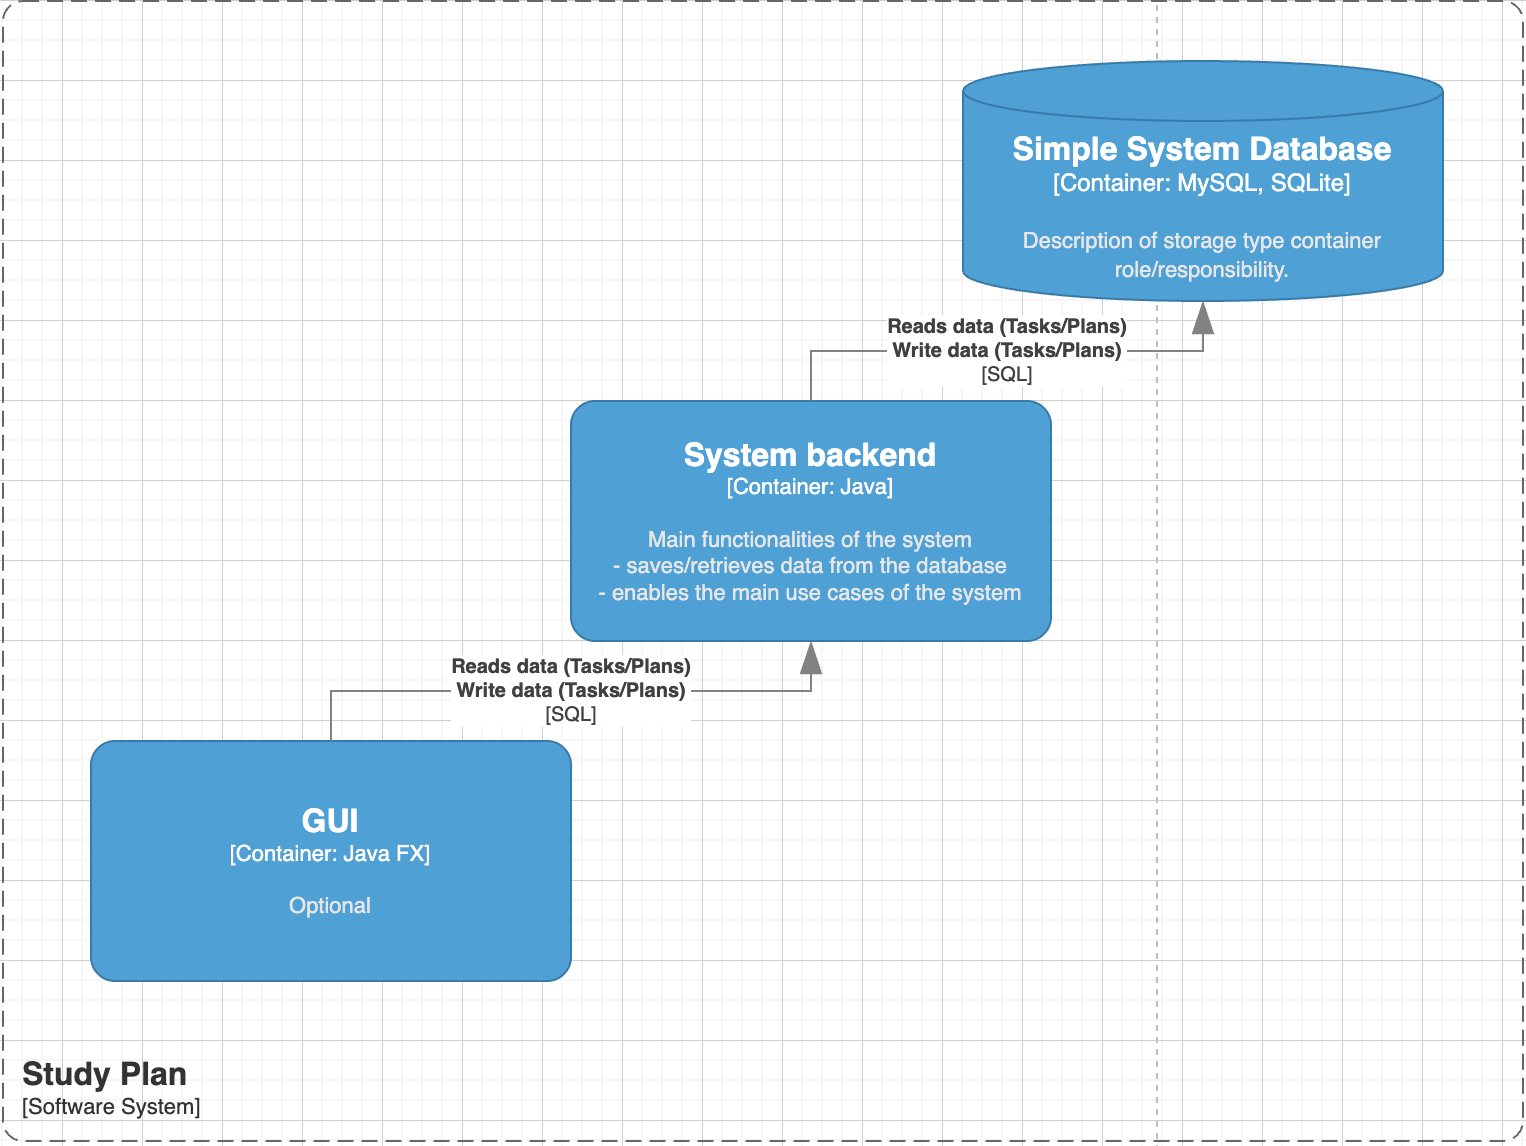 Simple System Database
[Container: MySQL, SQLite]
Description of storage type container
role/responsibility.
Reads data (Tasks/Plans)
Write data (Tasks/Plans)
[SQL]
System backend
[Container: Java]
Main functionalities of the system
- saves/retrieves data from the database
- enables the main use cases of the system
Reads data (Tasks/Plans)
Write data (Tasks/Plans)
[SQL]
GUI
[Container: Java FX]
Optional
Study Plan
[Software System]